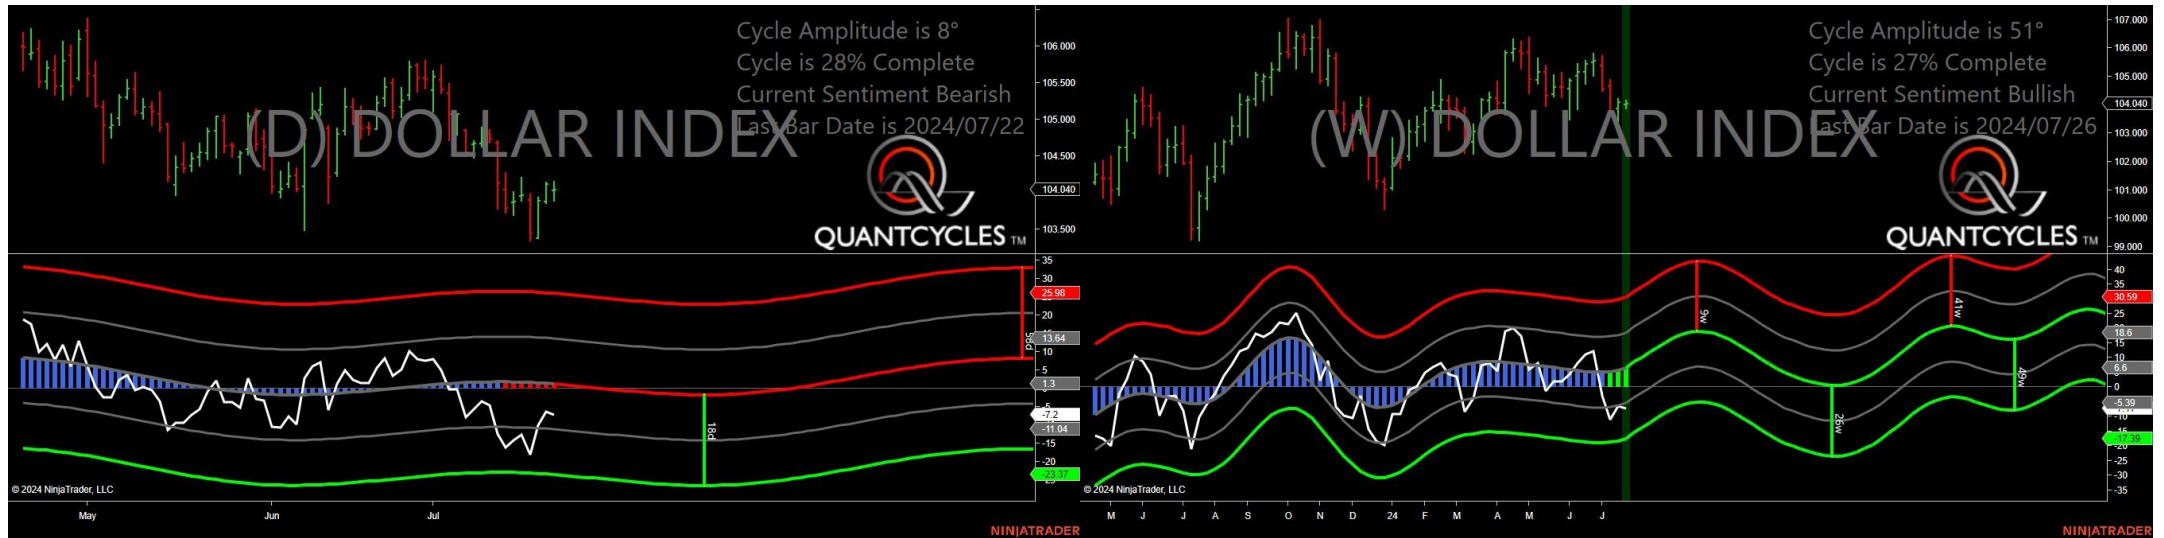 Cycle Amplitude is 8°
Cycle is 28% Complete
Current Sentiment Bearish
Last Bar Date is 2024/07/22
(D) DOLLAR INDEX
QUANTCYCLES TM
106.000
105.500
105.000
104.500
104.040
103.500
35
30
25.98
20
13.64
10
5
1.3
-5
-7.2
-11.04
-15
-20
-23.37
18d
© 2024 NinjaTrader, LLC
May
Jun
Jul
NINJATRADER
Cycle Amplitude is 51°
Cycle is 27% Complete
Current Sentiment Bullish
Last Bar Date is 2024/07/26
(W) DOLLAR INDEX
QUANTCYCLES TM
107.000
106.000
105.000
104.040
103.000
102.000
101.000
100.000
99.000
40
35
30.59
25
18.6
15
10
6.6
0
-5.39
-10
-17.39
-25
-30
-35
9w
41w
26w
49w
© 2024 NinjaTrader, LLC
M
J
J
A
S
O
N
D
24
F
M
A
M
J
J
NINJATRADER